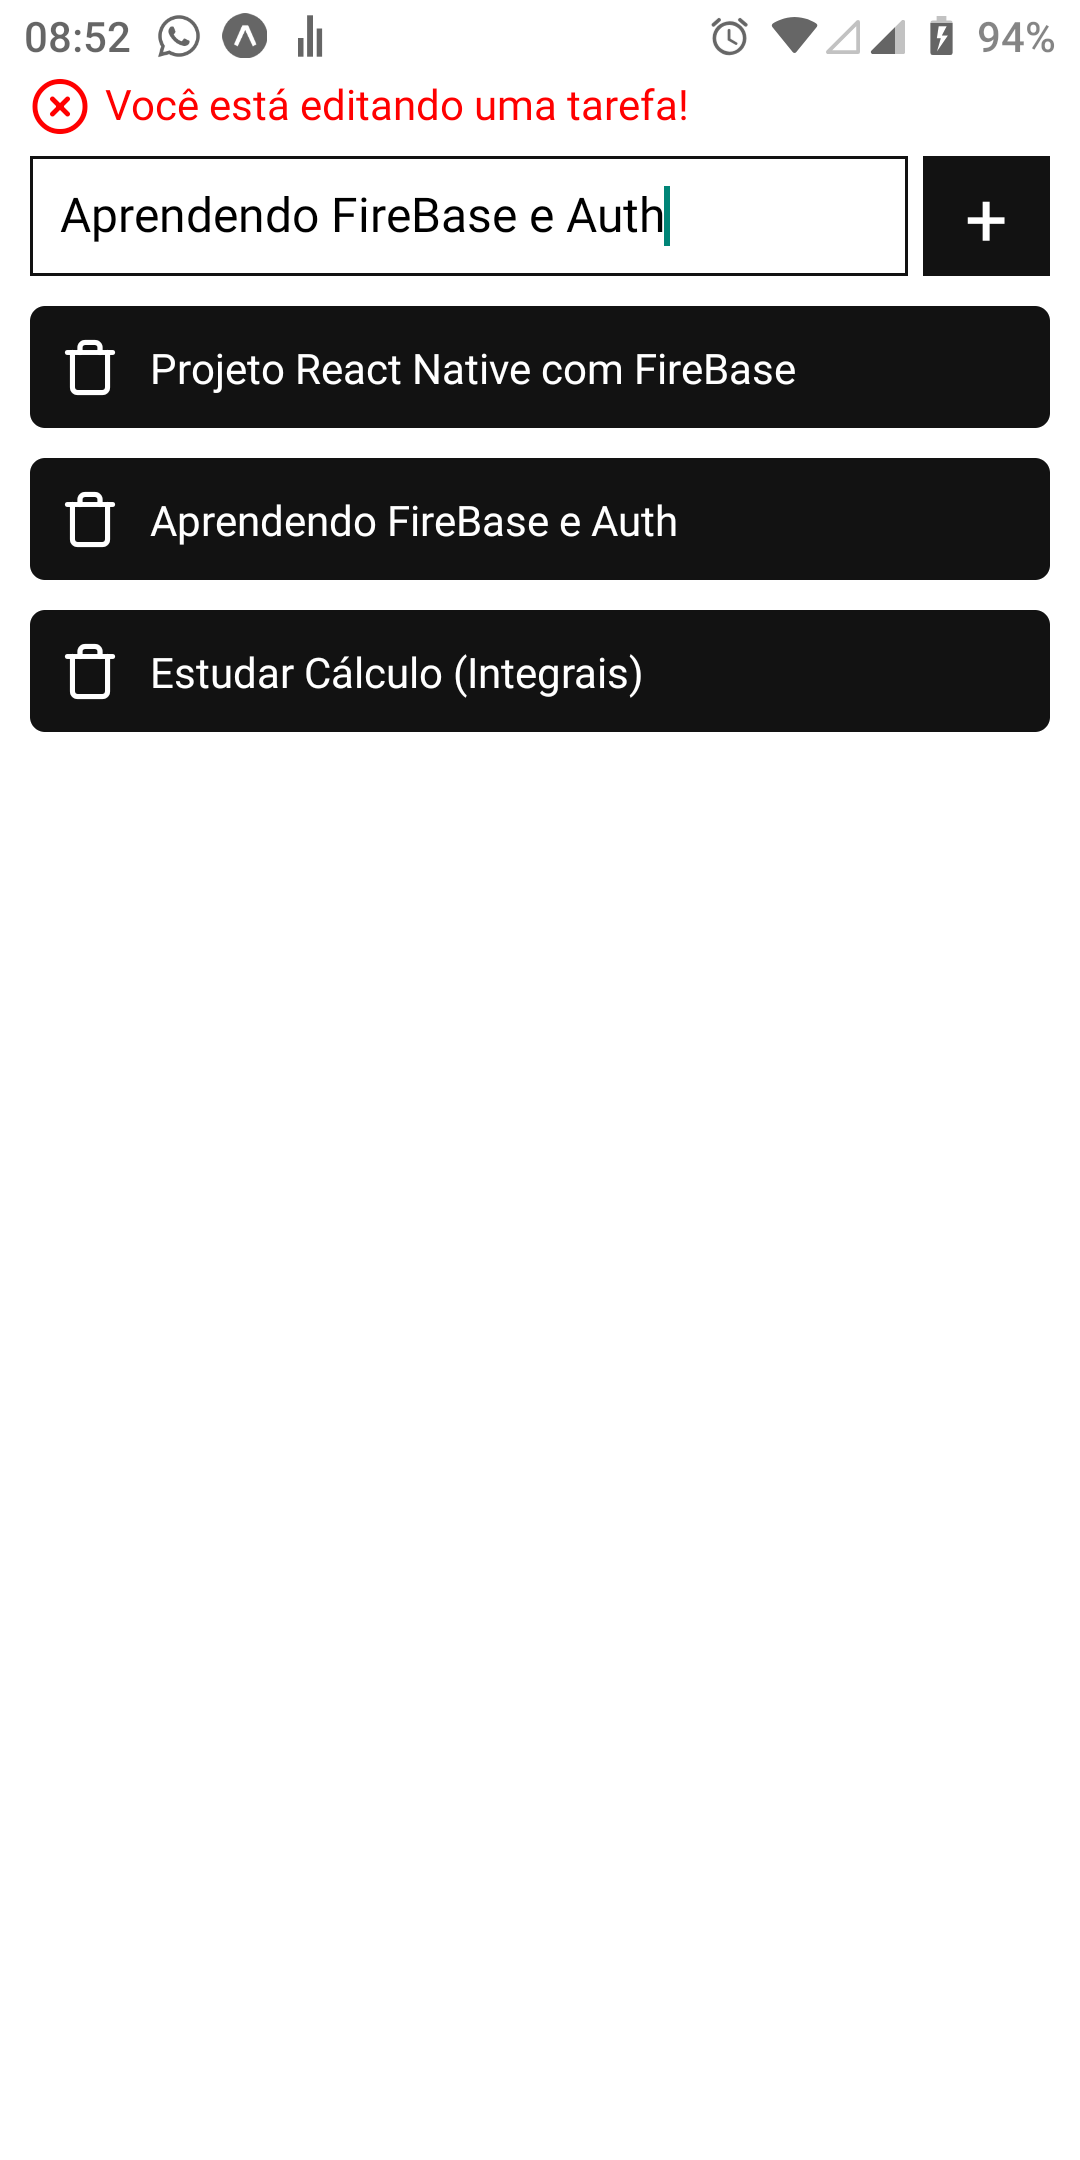 08:52 94%
Você está editando uma tarefa!
Aprendendo FireBase e Auth
+
Projeto React Native com FireBase
Aprendendo FireBase e Auth
Estudar Cálculo (Integrais)